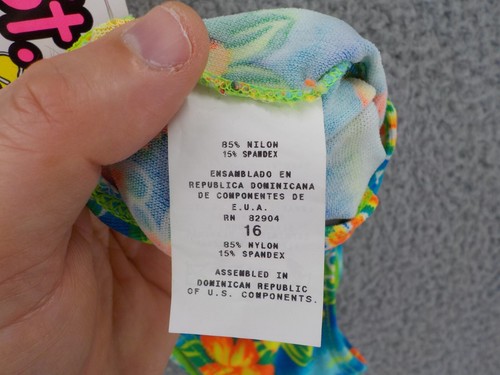 ot.
85% NILON
15% SPANDEX
ENSAMBLADO EN
REPUBLICA DOMINICANA
DE COMPONENTES DE
E.U.A.
RN 82904
16
85% NYLON
15% SPANDEX
ASSEMBLED IN
DOMINICAN REPUBLIC
OF U.S. COMPONENTS.